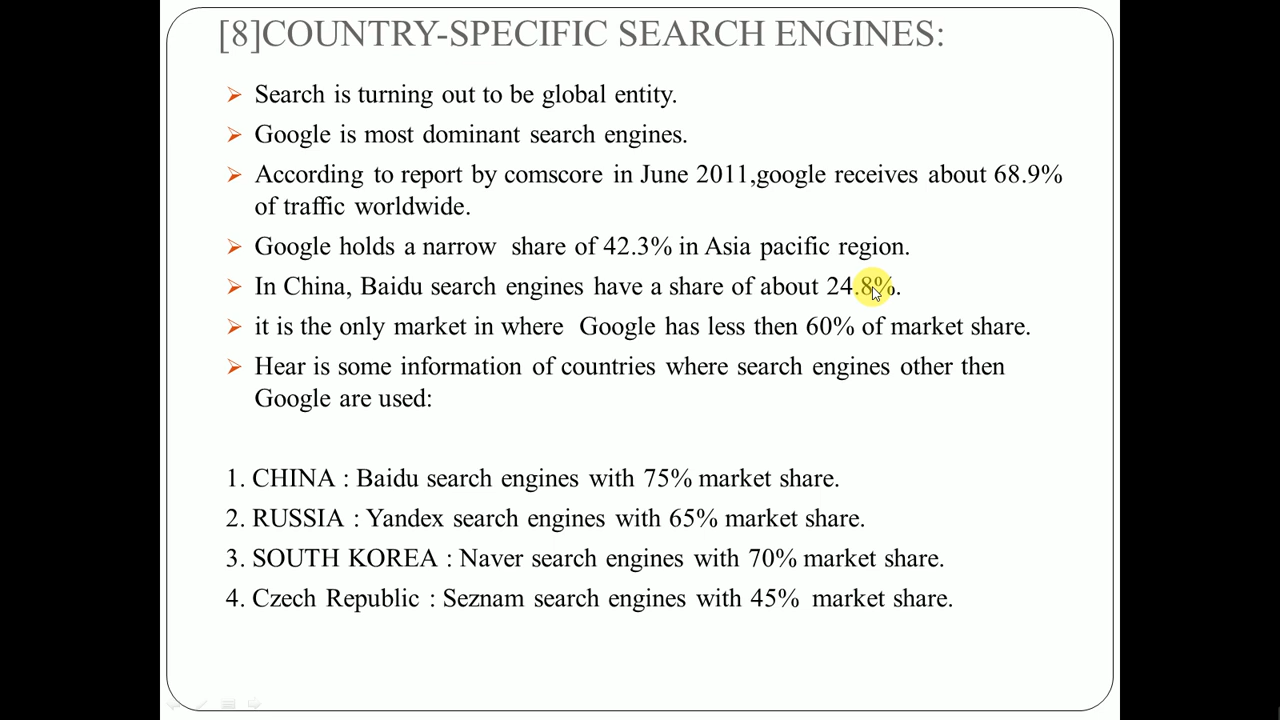 [8]COUNTRY-SPECIFIC SEARCH ENGINES:
Search is turning out to be global entity.
Google is most dominant search engines.
According to report by comscore in June 2011,google receives about 68.9%
of traffic worldwide.
Google holds a narrow share of 42.3% in Asia pacific region.
In China, Baidu search engines have a share of about 24.8%.
it is the only market in where Google has less then 60% of market share.
Hear is some information of countries where search engines other then
Google are used:
1. CHINA : Baidu search engines with 75% market share.
2. RUSSIA : Yandex search engines with 65% market share.
3. SOUTH KOREA : Naver search engines with 70% market share.
4. Czech Republic : Seznam search engines with 45% market share.